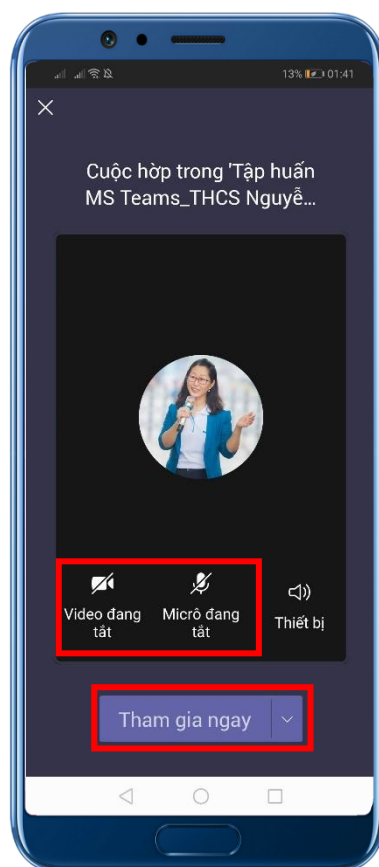 13% 01:41
Cuộc họp trong 'Tập huấn
MS Teams_THCS Nguyễ...
Video đang
tắt
Micrô đang
tắt
Thiết bị
Tham gia ngay